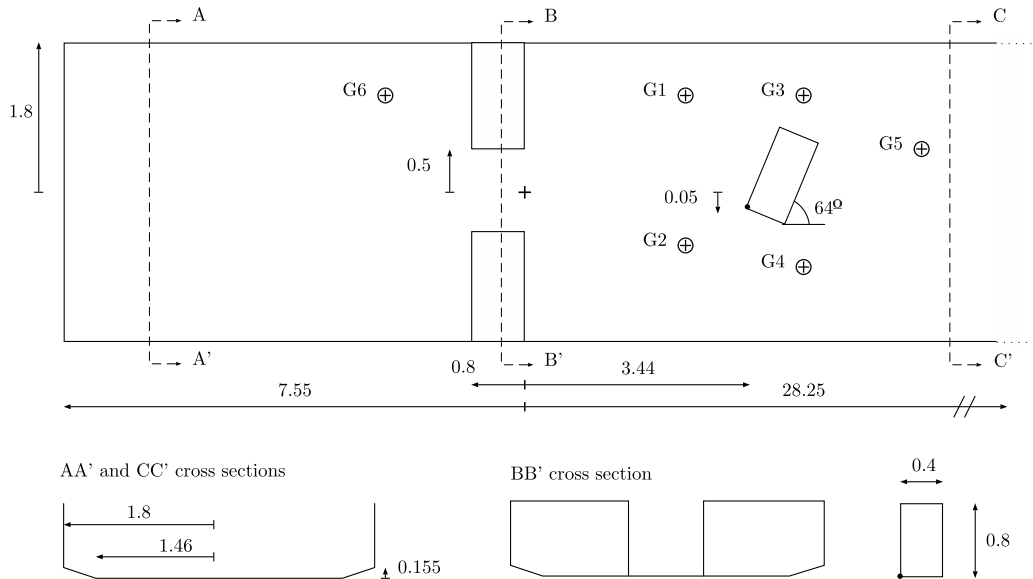 A B C
G6 G1 G3
1.8
G5
0.5
0.05 64º
G2
G4
A' B' C'
0.8 3.44
7.55 28.25
AA' and CC' cross sections BB' cross section 0.4
1.8
1.46 0.8
0.155